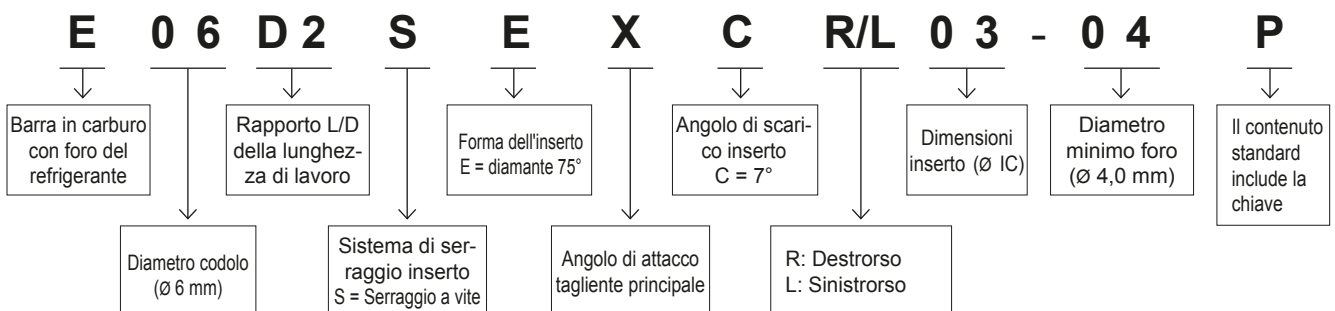 E 06 D2 S E X C R/L 03 - 04 P
Barra in carburo
con foro del
refrigerante
Rapporto L/D
della lunghez-
za di lavoro
Forma dell'inserto
E = diamante 75°
Angolo di scari-
co inserto
C = 7°
Dimensioni
inserto (Ø IC)
Diametro
minimo foro
(Ø 4,0 mm)
Il contenuto
standard
include la
chiave
Diametro codolo
(Ø 6 mm)
Sistema di ser-
raggio inserto
S = Serraggio a vite
Angolo di attacco
tagliente principale
R: Destrorso
L: Sinistrorso